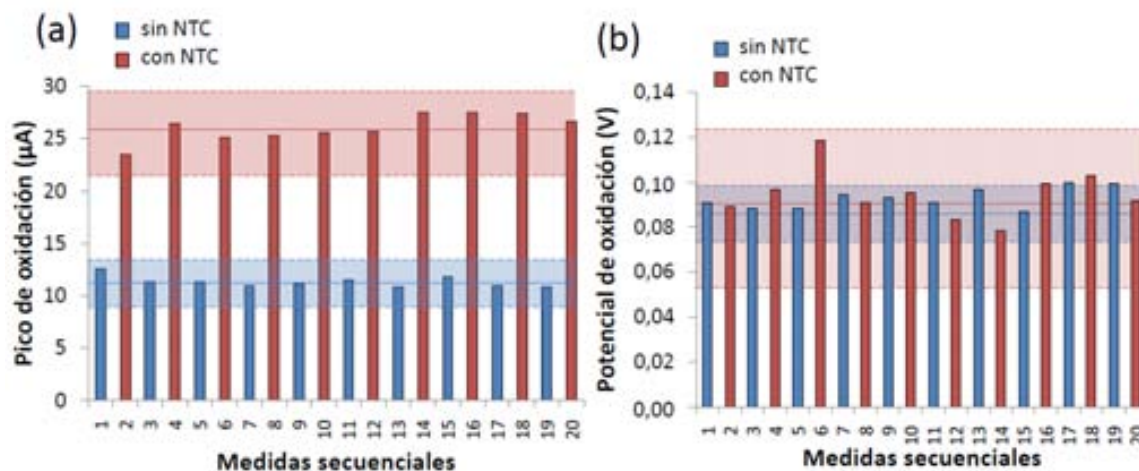 (a)
sin NTC
con NTC
Pico de oxidación (µA)
30
25
20
15
10
5
0
1 2 3 4 5 6 7 8 9 10 11 12 13 14 15 16 17 18 19 20
Medidas secuenciales
(b)
sin NTC
con NTC
Potencial de oxidación (V)
0,14
0,12
0,10
0,08
0,06
0,04
0,02
0,00
1 2 3 4 5 6 7 8 9 10 11 12 13 14 15 16 17 18 19 20
Medidas secuenciales